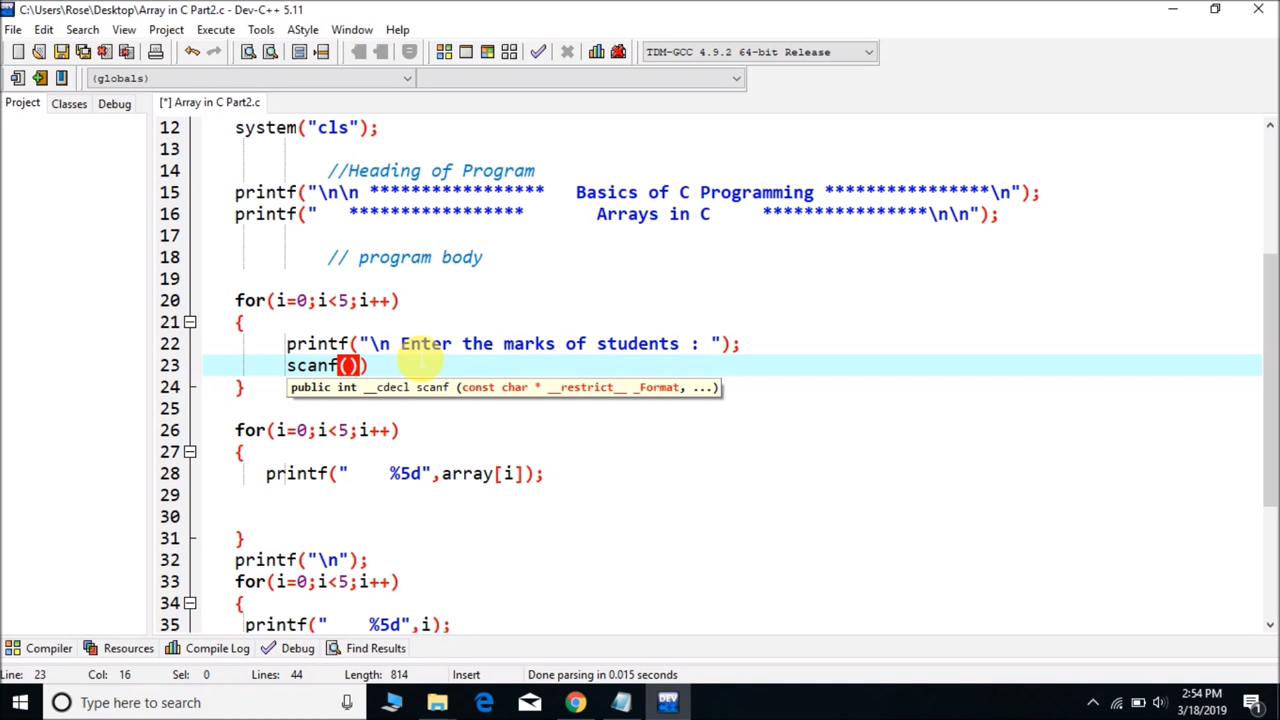 C:\Users\Rose\Desktop\Array in C Part2.c - Dev-C++ 5.11
File Edit Search View Project Execute Tools AStyle Window Help
TDM-GCC 4.9.2 64-bit Release
(globals)
Project Classes Debug [*] Array in C Part2.c
12 system("cls");
13
14 //Heading of Program
15 printf("\n\n ***************** Basics of C Programming ****************\n");
16 printf(" ***************** Arrays in C ****************\n\n");
17
18 // program body
19
20 for(i=0;i<5;i++)
21 {
22 printf("\n Enter the marks of students : ");
23 scanf())
public int __cdecl scanf (const char * __restrict__ _Format, ...)
24 }
25
26 for(i=0;i<5;i++)
27 {
28 printf("    %5d",array[i]);
29
30
31 }
32 printf("\n");
33 for(i=0;i<5;i++)
34 {
35 printf("    %5d",i);
Compiler Resources Compile Log Debug Find Results
Line: 23 Col: 16 Sel: 0 Lines: 44 Length: 814 Insert Done parsing in 0.015 seconds
Type here to search
2:54 PM
3/18/2019
1